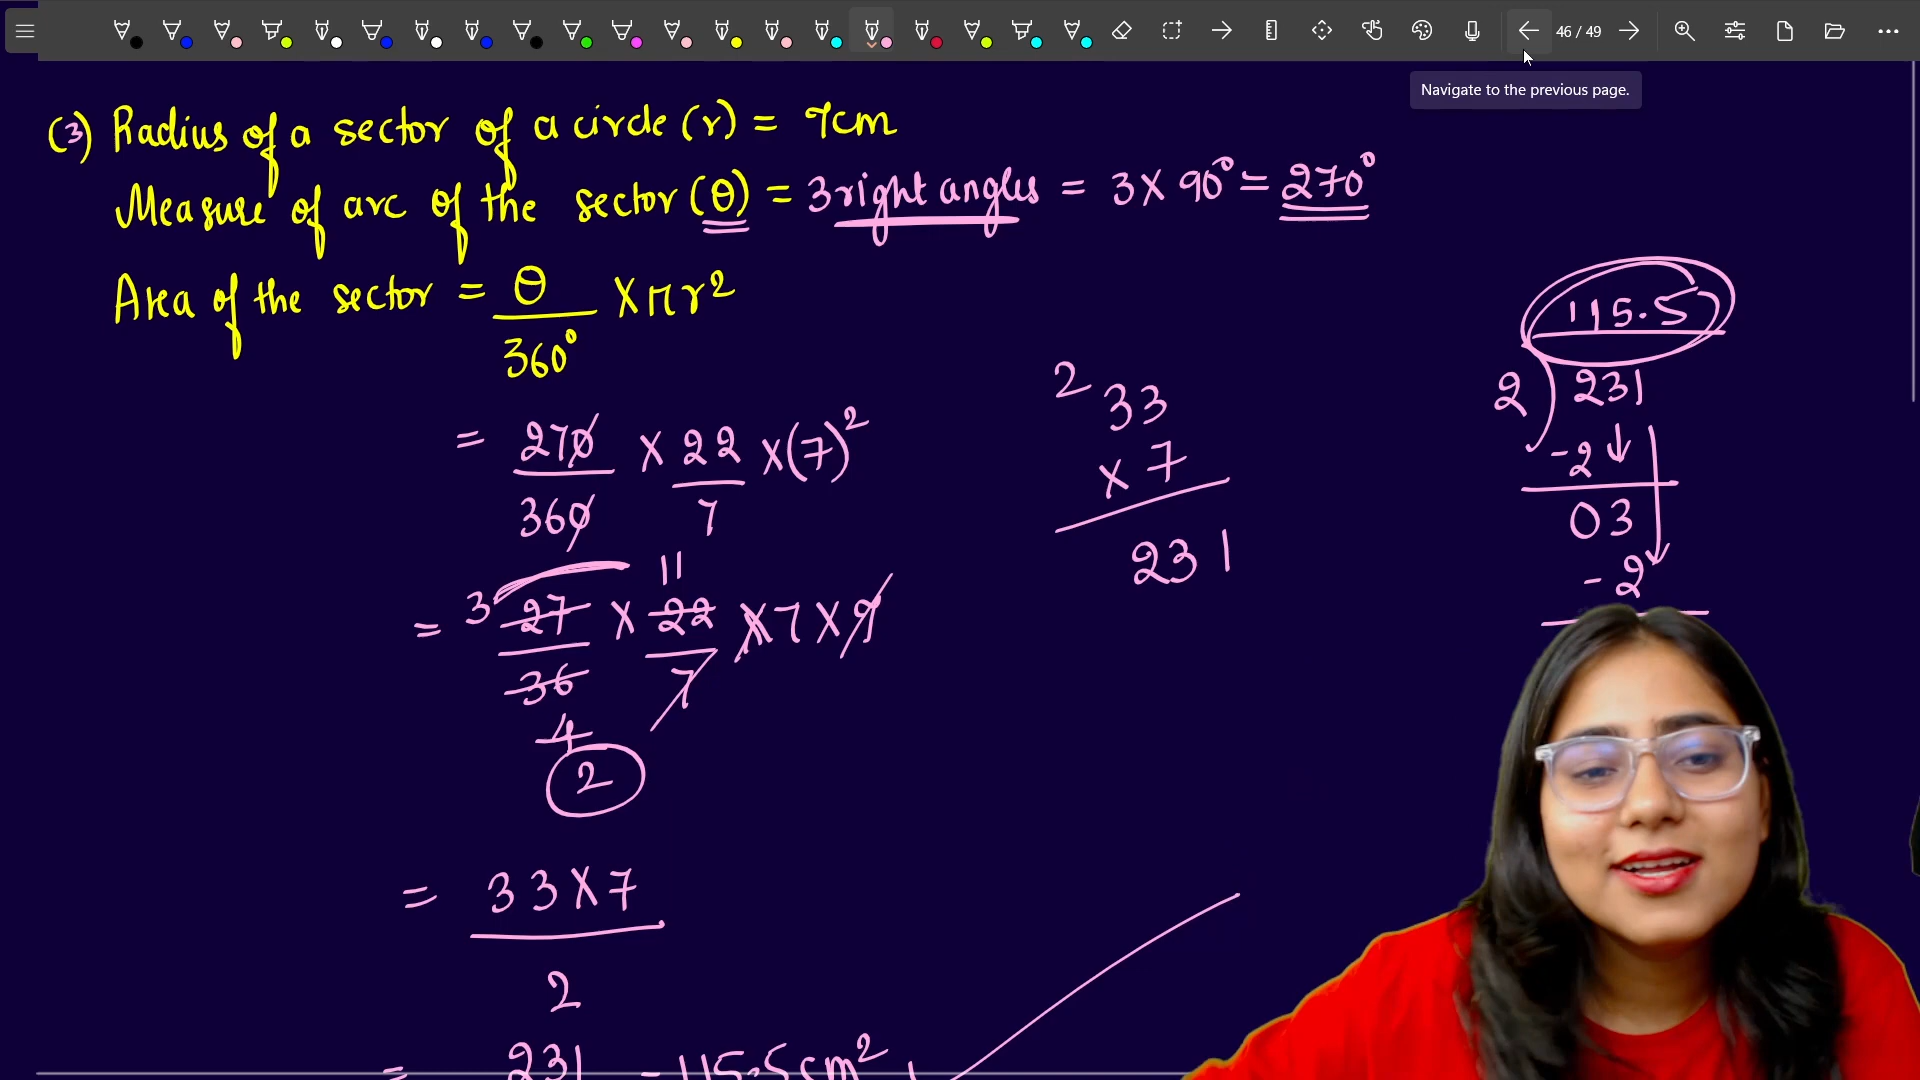 46 / 49
Navigate to the previous page.
(3) Radius of a sector of a circle (r) = 7cm
Measure of arc of the sector (θ) = 3 right angles = 3 X 90° = 270°
Area of the sector = θ/360° X πr²
= 270/360 X 22/7 X (7)²
= 3 27/36 4 2 X 11 22/7 X 7 X 7
= 33 X 7/2
= 231 = 115.5 cm²
2 33
X 7
231
115.5
2 ) 231
-2
03
-2